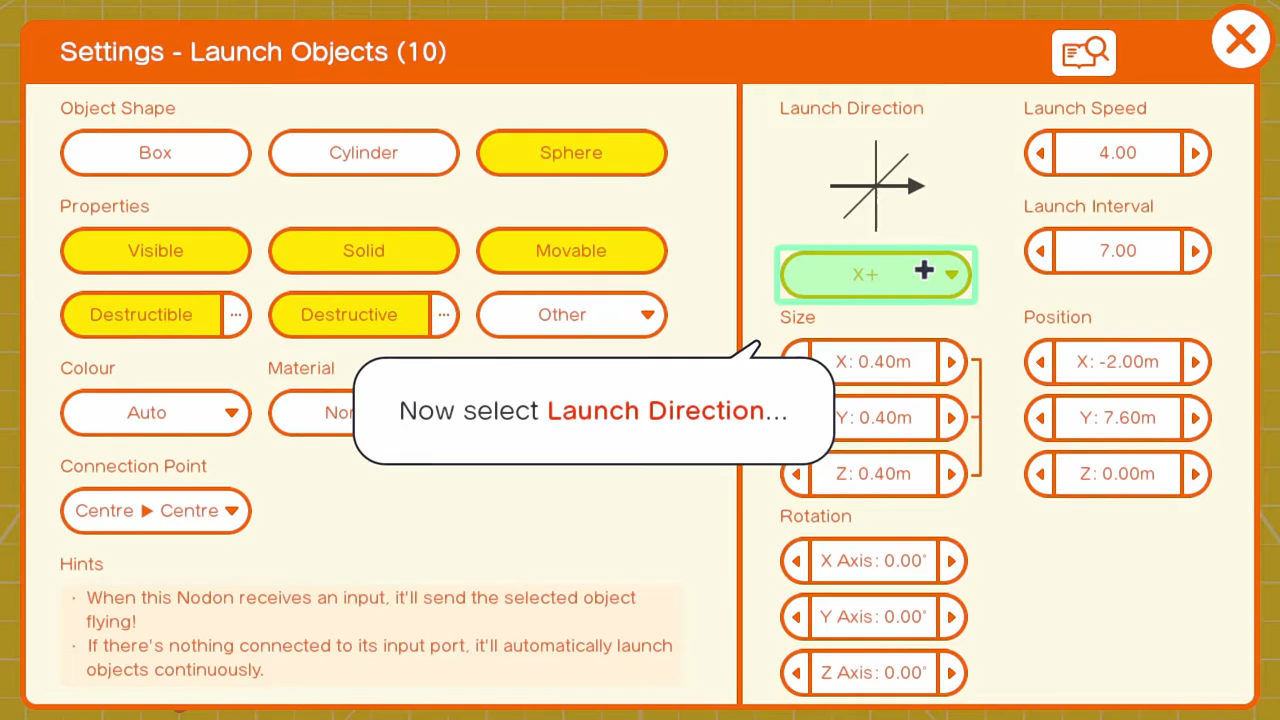 Settings - Launch Objects (10)
Object Shape
Box
Cylinder
Sphere
Properties
Visible
Solid
Movable
Destructible
...
Destructive
...
Other
Colour
Material
Auto
Connection Point
Centre ▶ Centre
Hints
· When this Nodon receives an input, it'll send the selected object
flying!
· If there's nothing connected to its input port, it'll automatically launch
objects continuously.
Now select Launch Direction...
Launch Direction
X+
Launch Speed
4.00
Launch Interval
7.00
Size
X: 0.40m
Y: 0.40m
Z: 0.40m
Position
X: -2.00m
Y: 7.60m
Z: 0.00m
Rotation
X Axis: 0.00°
Y Axis: 0.00°
Z Axis: 0.00°